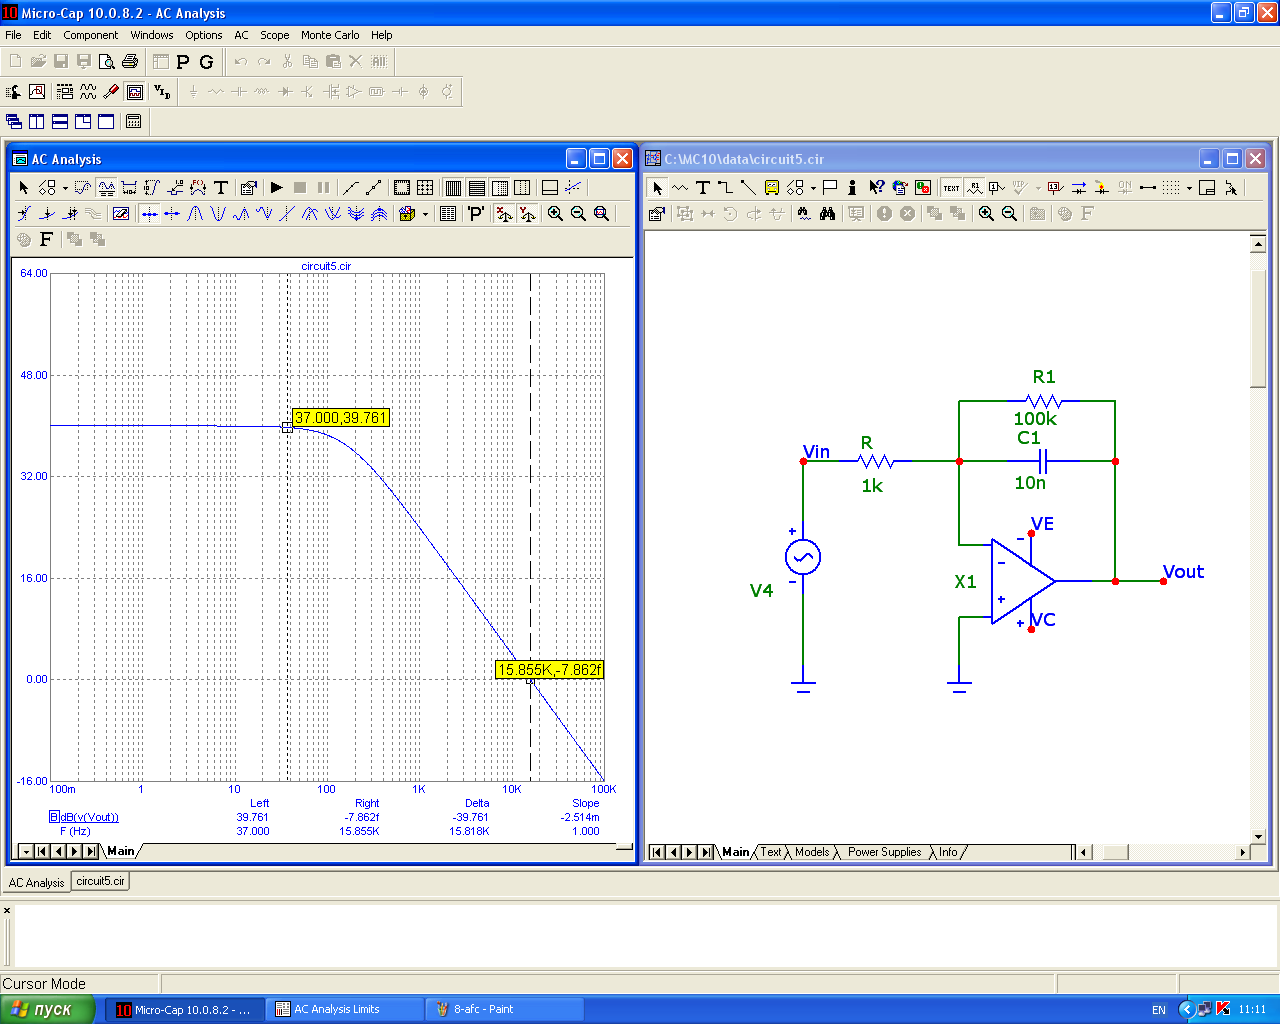 Micro-Cap 10.0.8.2 - AC Analysis
File Edit Component Windows Options AC Scope Monte Carlo Help
AC Analysis
circuit5.cir
64.00
48.00
37.000,39.761
32.00
16.00
15.855K,-7.862f
0.00
-16.00
100m 1 10 100 1K 10K 100K
Left Right Delta Slope
dB(v(Vout)) 39.761 -7.862f -39.761 -2.514m
F (Hz) 37.000 15.855K 15.818K 1.000
Main
C:\MC10\data\circuit5.cir
R1
100k
C1
10n
Vin
R
1k
VE
X1
V4
Vout
VC
Main Text Models Power Supplies Info
AC Analysis circuit5.cir
Cursor Mode
пуск
Micro-Cap 10.0.8.2 - ...
AC Analysis Limits
8-afc - Paint
EN
11:11